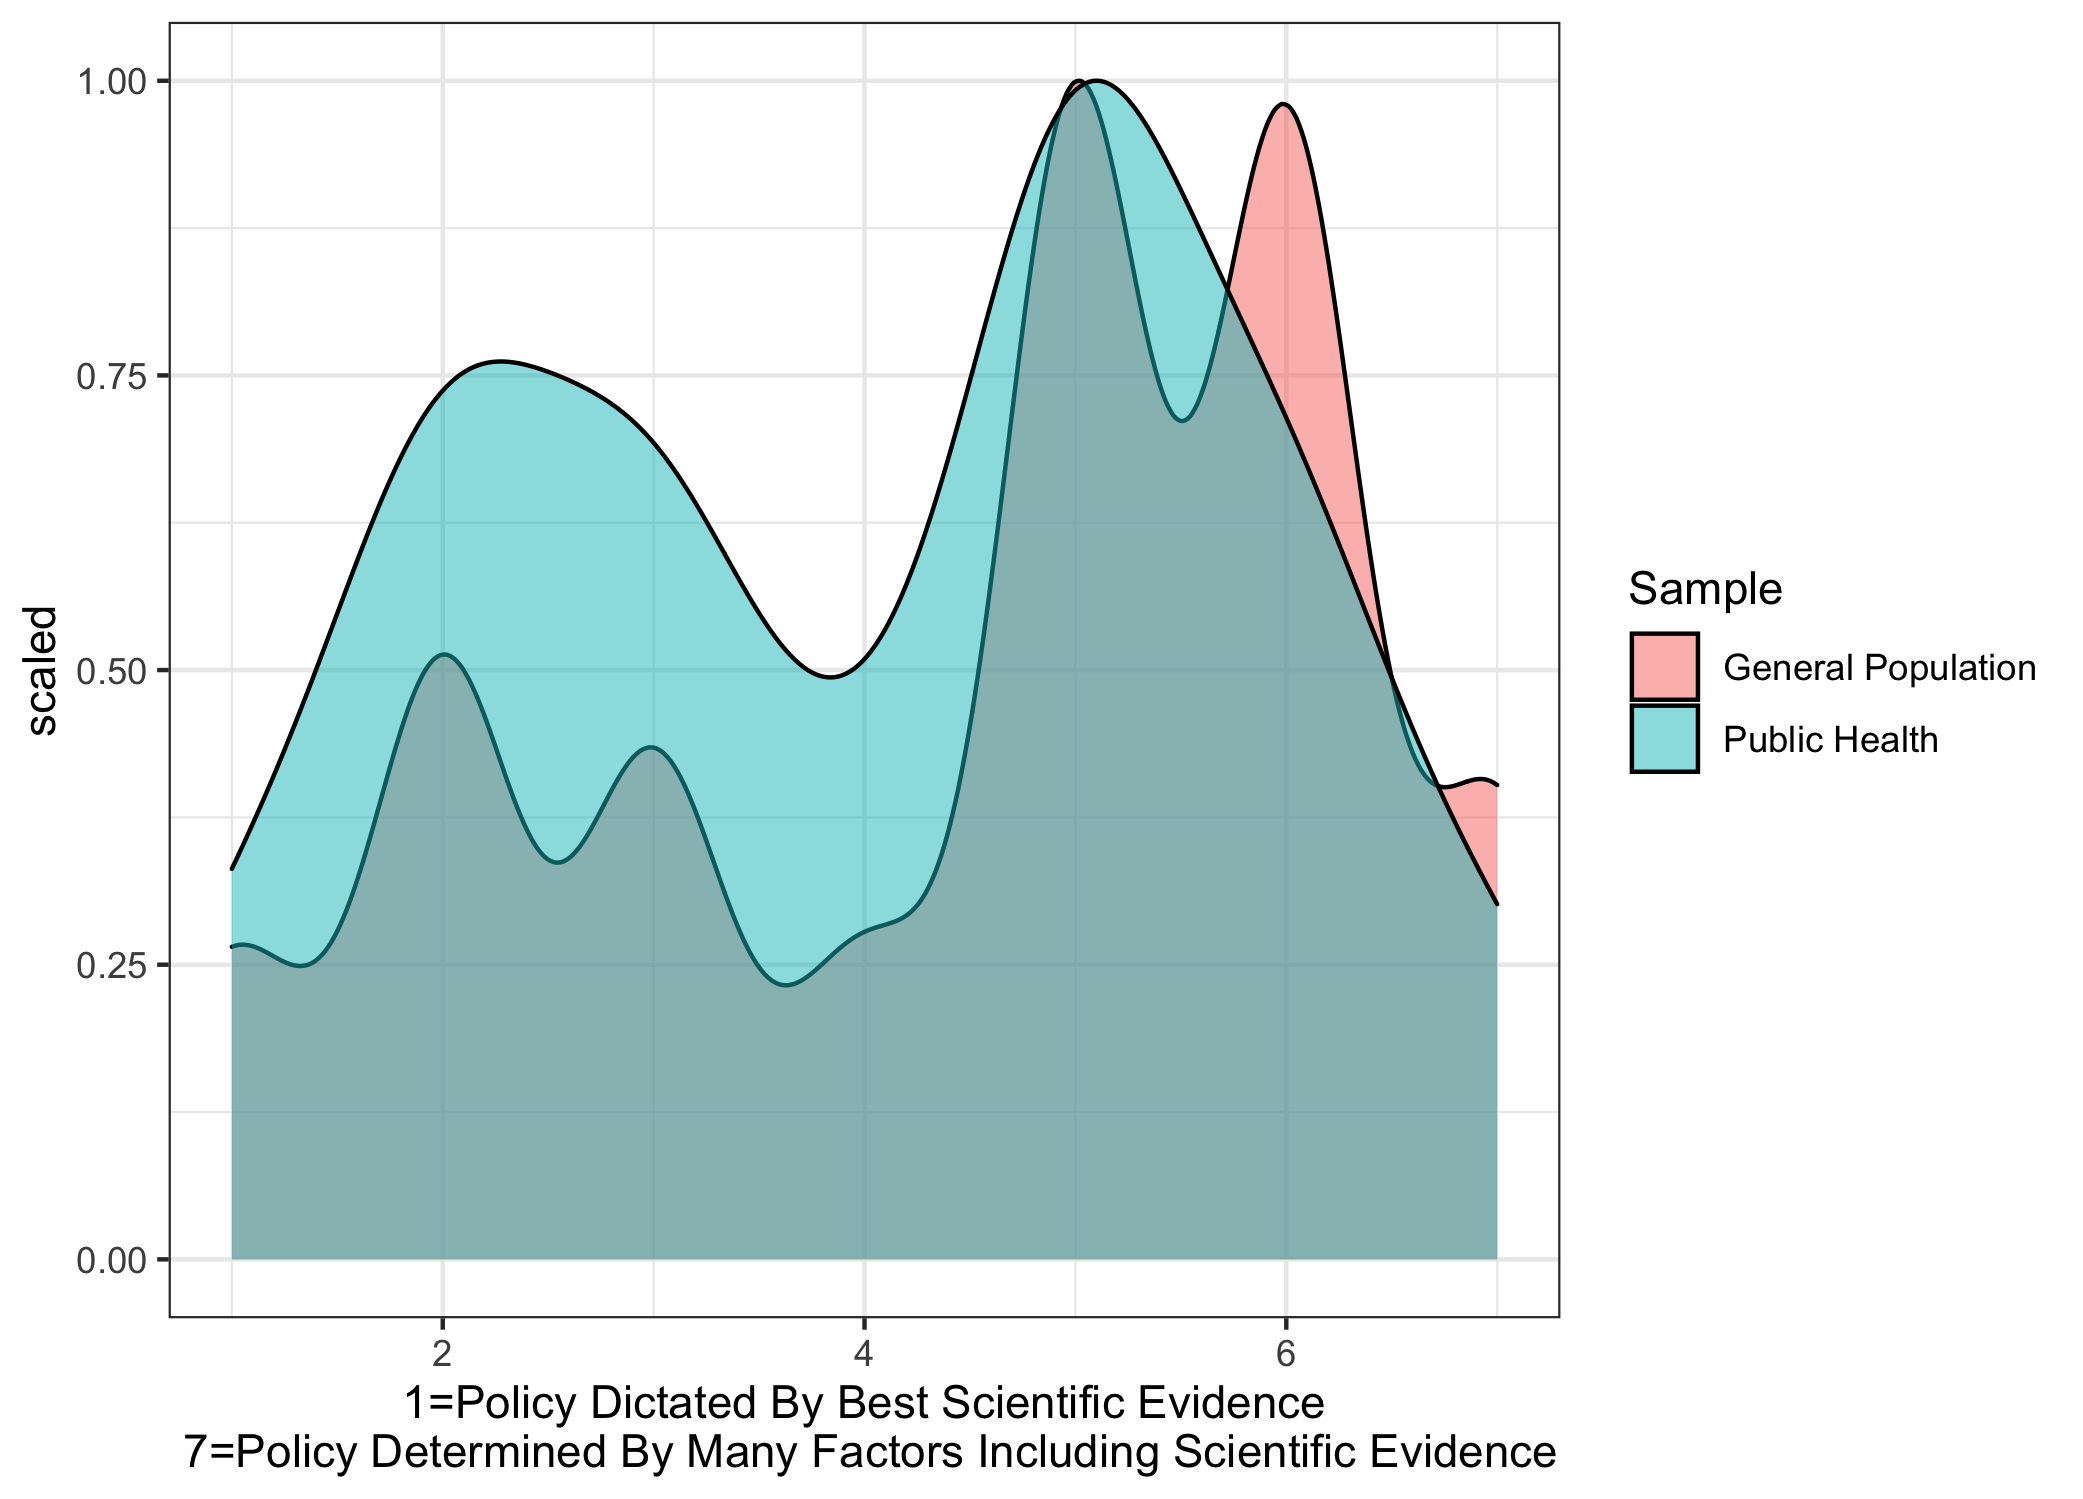 1.00
0.75
0.50
0.25
0.00
scaled
2 4 6
1=Policy Dictated By Best Scientific Evidence
7=Policy Determined By Many Factors Including Scientific Evidence
Sample
General Population
Public Health